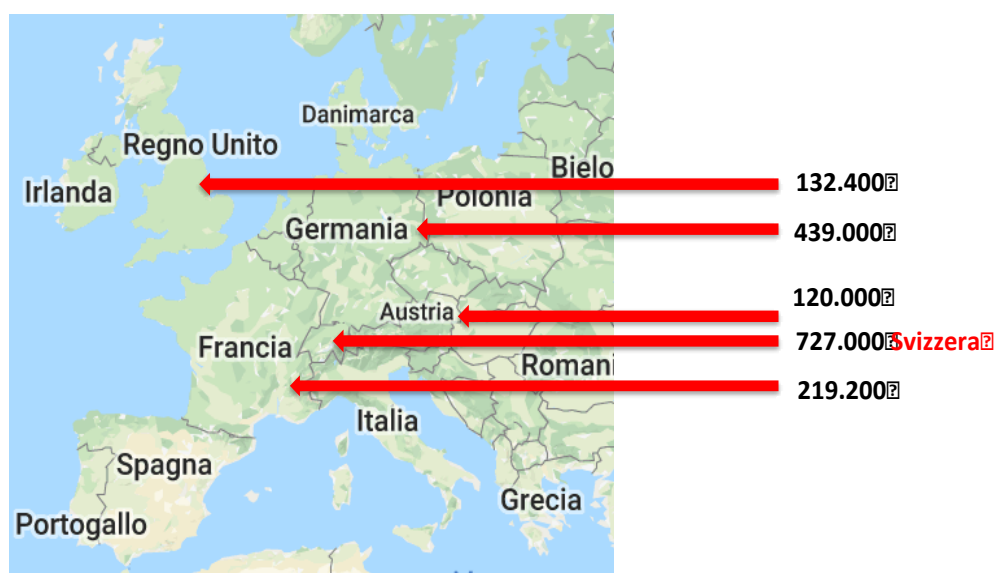 Danimarca
Regno Unito
Bielo
Irlanda
Polonia
132.400
Germania
439.000
120.000
Austria
727.000 Svizzera
Francia
Romani
219.200
Italia
Spagna
Grecia
Portogallo